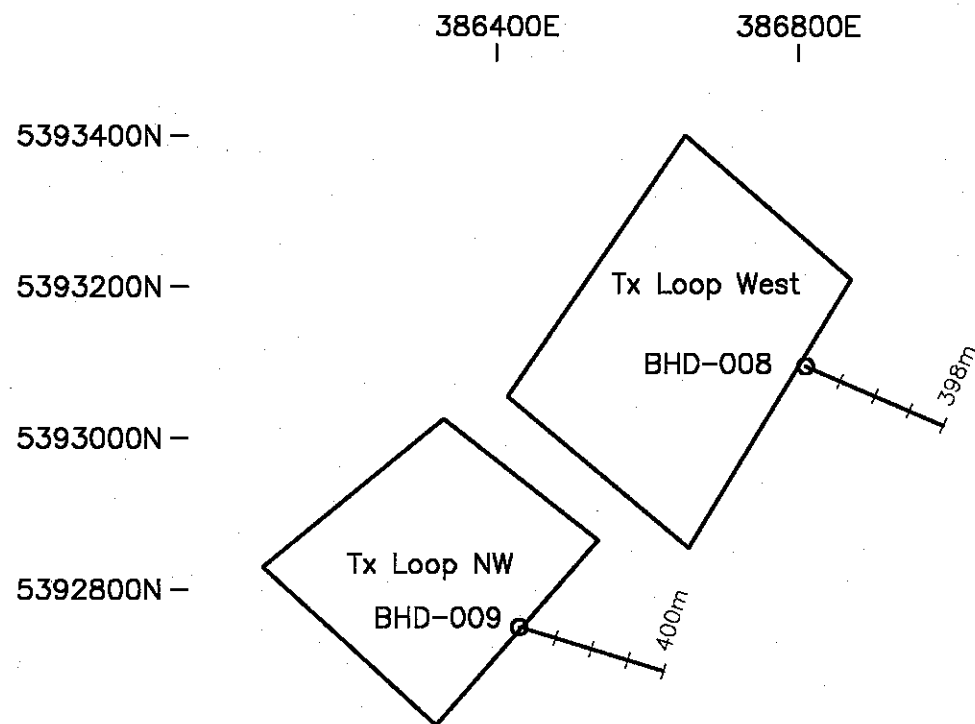 386400E 386800E
5393400N
5393200N
Tx Loop West
BHD-008
398m
5393000N
Tx Loop NW
5392800N
BHD-009
400m